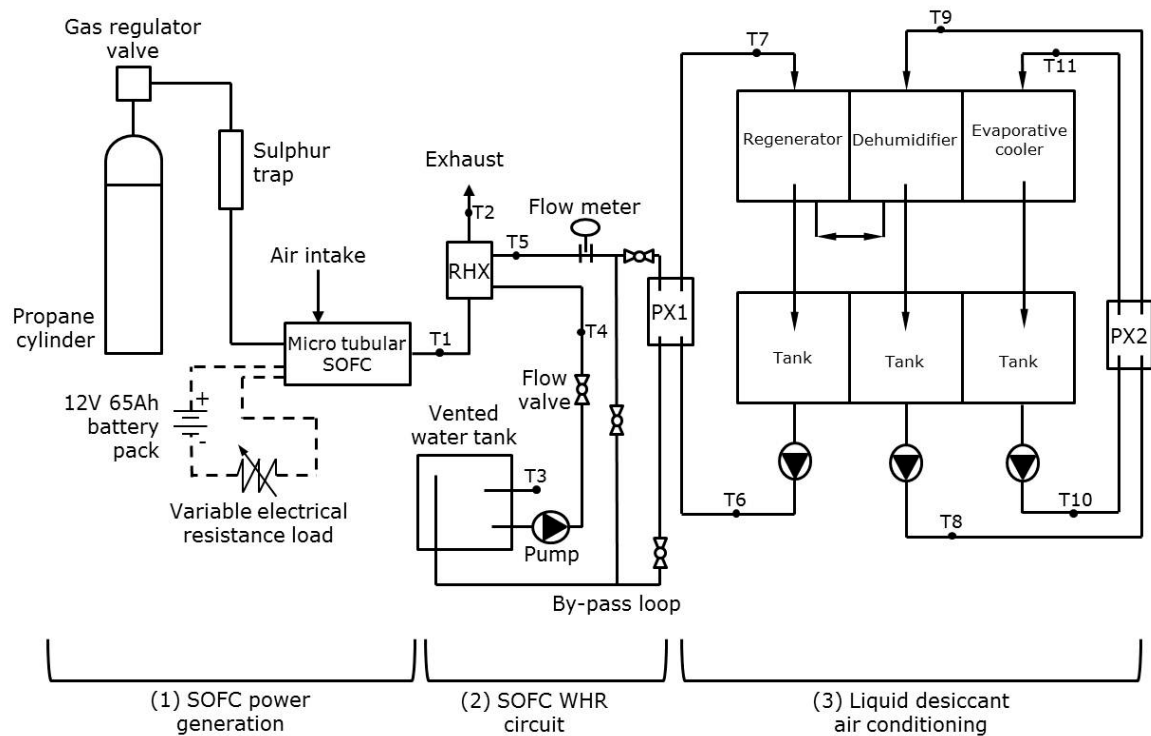 Gas regulator
valve
Sulphur
trap
Propane
cylinder
Air intake
Micro tubular
SOFC
12V 65Ah
battery
pack
+
-
Variable electrical
resistance load
Exhaust
T2
RHX
T1
T5
Flow meter
T4
Flow
valve
Vented
water tank
T3
Pump
By-pass loop
PX1
T7
T6
T9
T11
Regenerator
Dehumidifier
Evaporative
cooler
Tank
Tank
Tank
PX2
T10
T8
(1) SOFC power
generation
(2) SOFC WHR
circuit
(3) Liquid desiccant
air conditioning